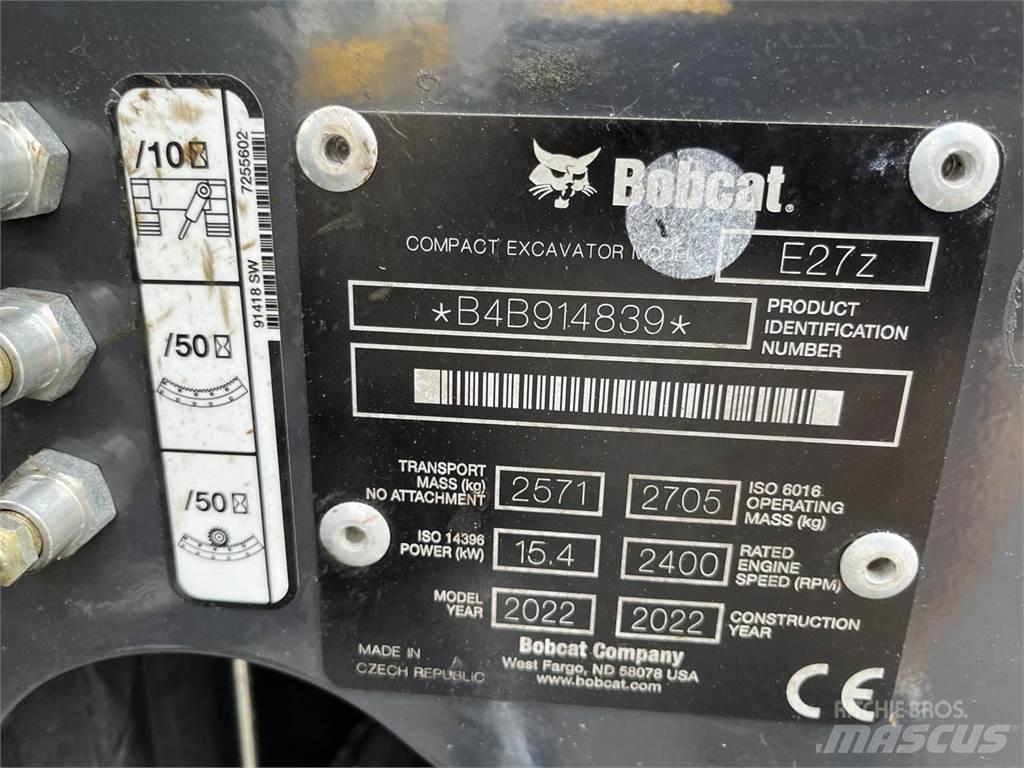 /10
7255602
91418 SW
/50
/50
Bobcat®
COMPACT EXCAVATOR MODEL
E27z
*B4B914839*
PRODUCT
IDENTIFICATION
NUMBER
TRANSPORT
MASS (kg)
NO ATTACHMENT
2571
2705
ISO 6016
OPERATING
MASS (kg)
ISO 14396
POWER (kW)
15.4
2400
RATED
ENGINE
SPEED (RPM)
MODEL
YEAR
2022
2022
CONSTRUCTION
YEAR
MADE IN
CZECH REPUBLIC
Bobcat Company
West Fargo, ND 58078 USA
www.bobcat.com
CE
RITCHIE BROS.
MASCUS